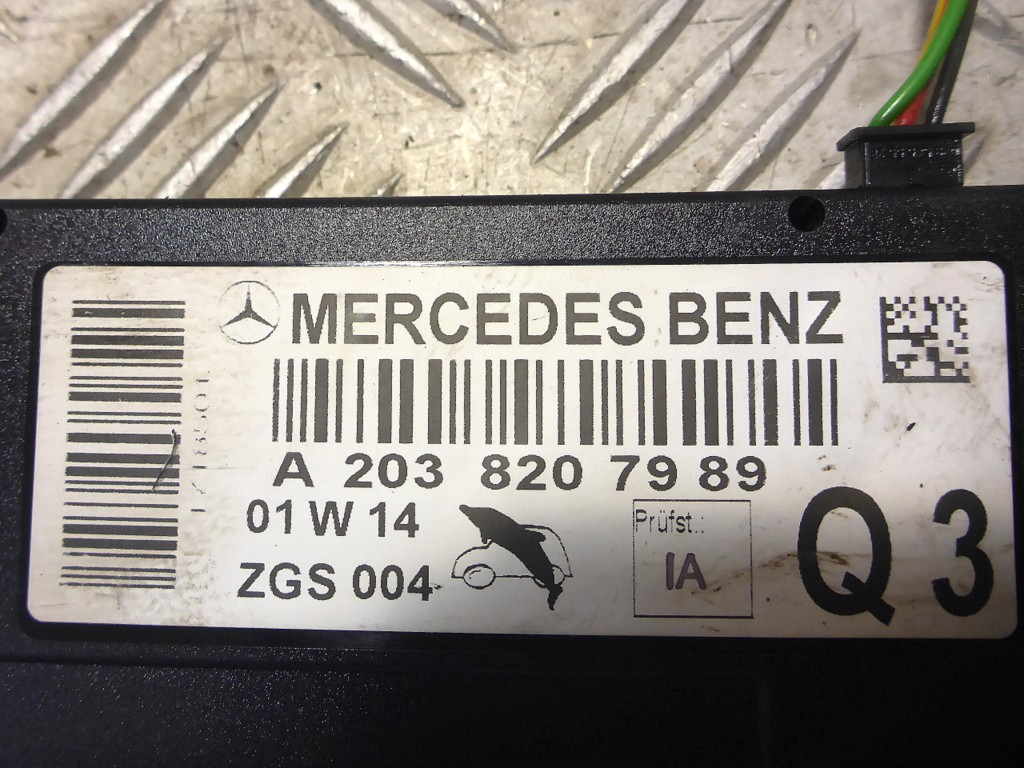 MERCEDES BENZ
A 203 820 79 89
01 W 14
ZGS 004
Prüfst.:
IA
Q 3